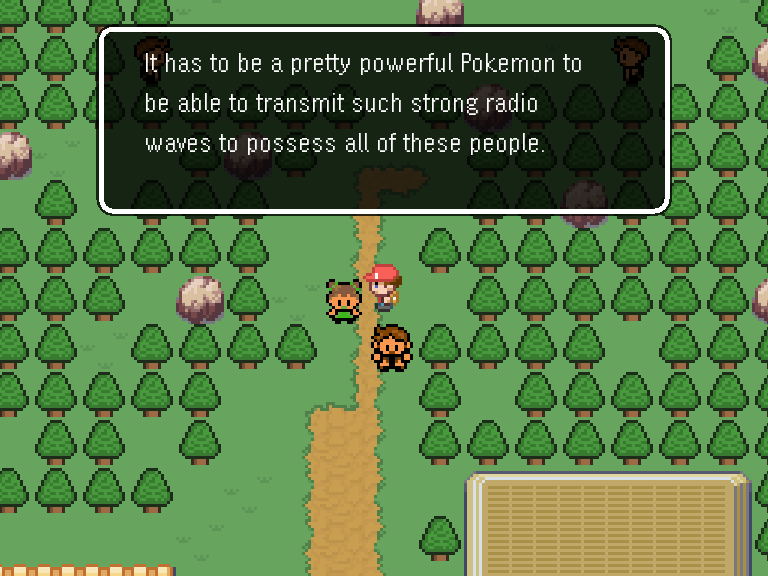 It has to be a pretty powerful Pokemon to
be able to transmit such strong radio
waves to possess all of these people.